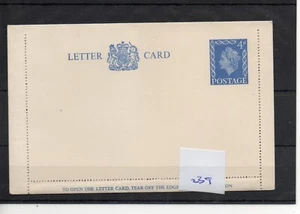 LETTER CARD
4d
POSTAGE
239
TO OPEN THE LETTER CARD, TEAR OFF THE EDGE